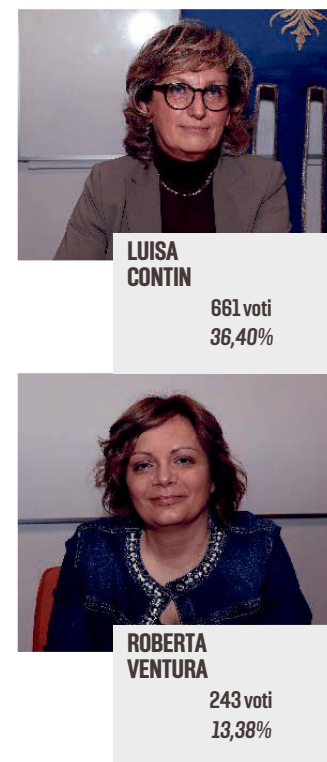 LUISA
CONTIN
661 voti
36,40%
ROBERTA
VENTURA
243 voti
13,38%